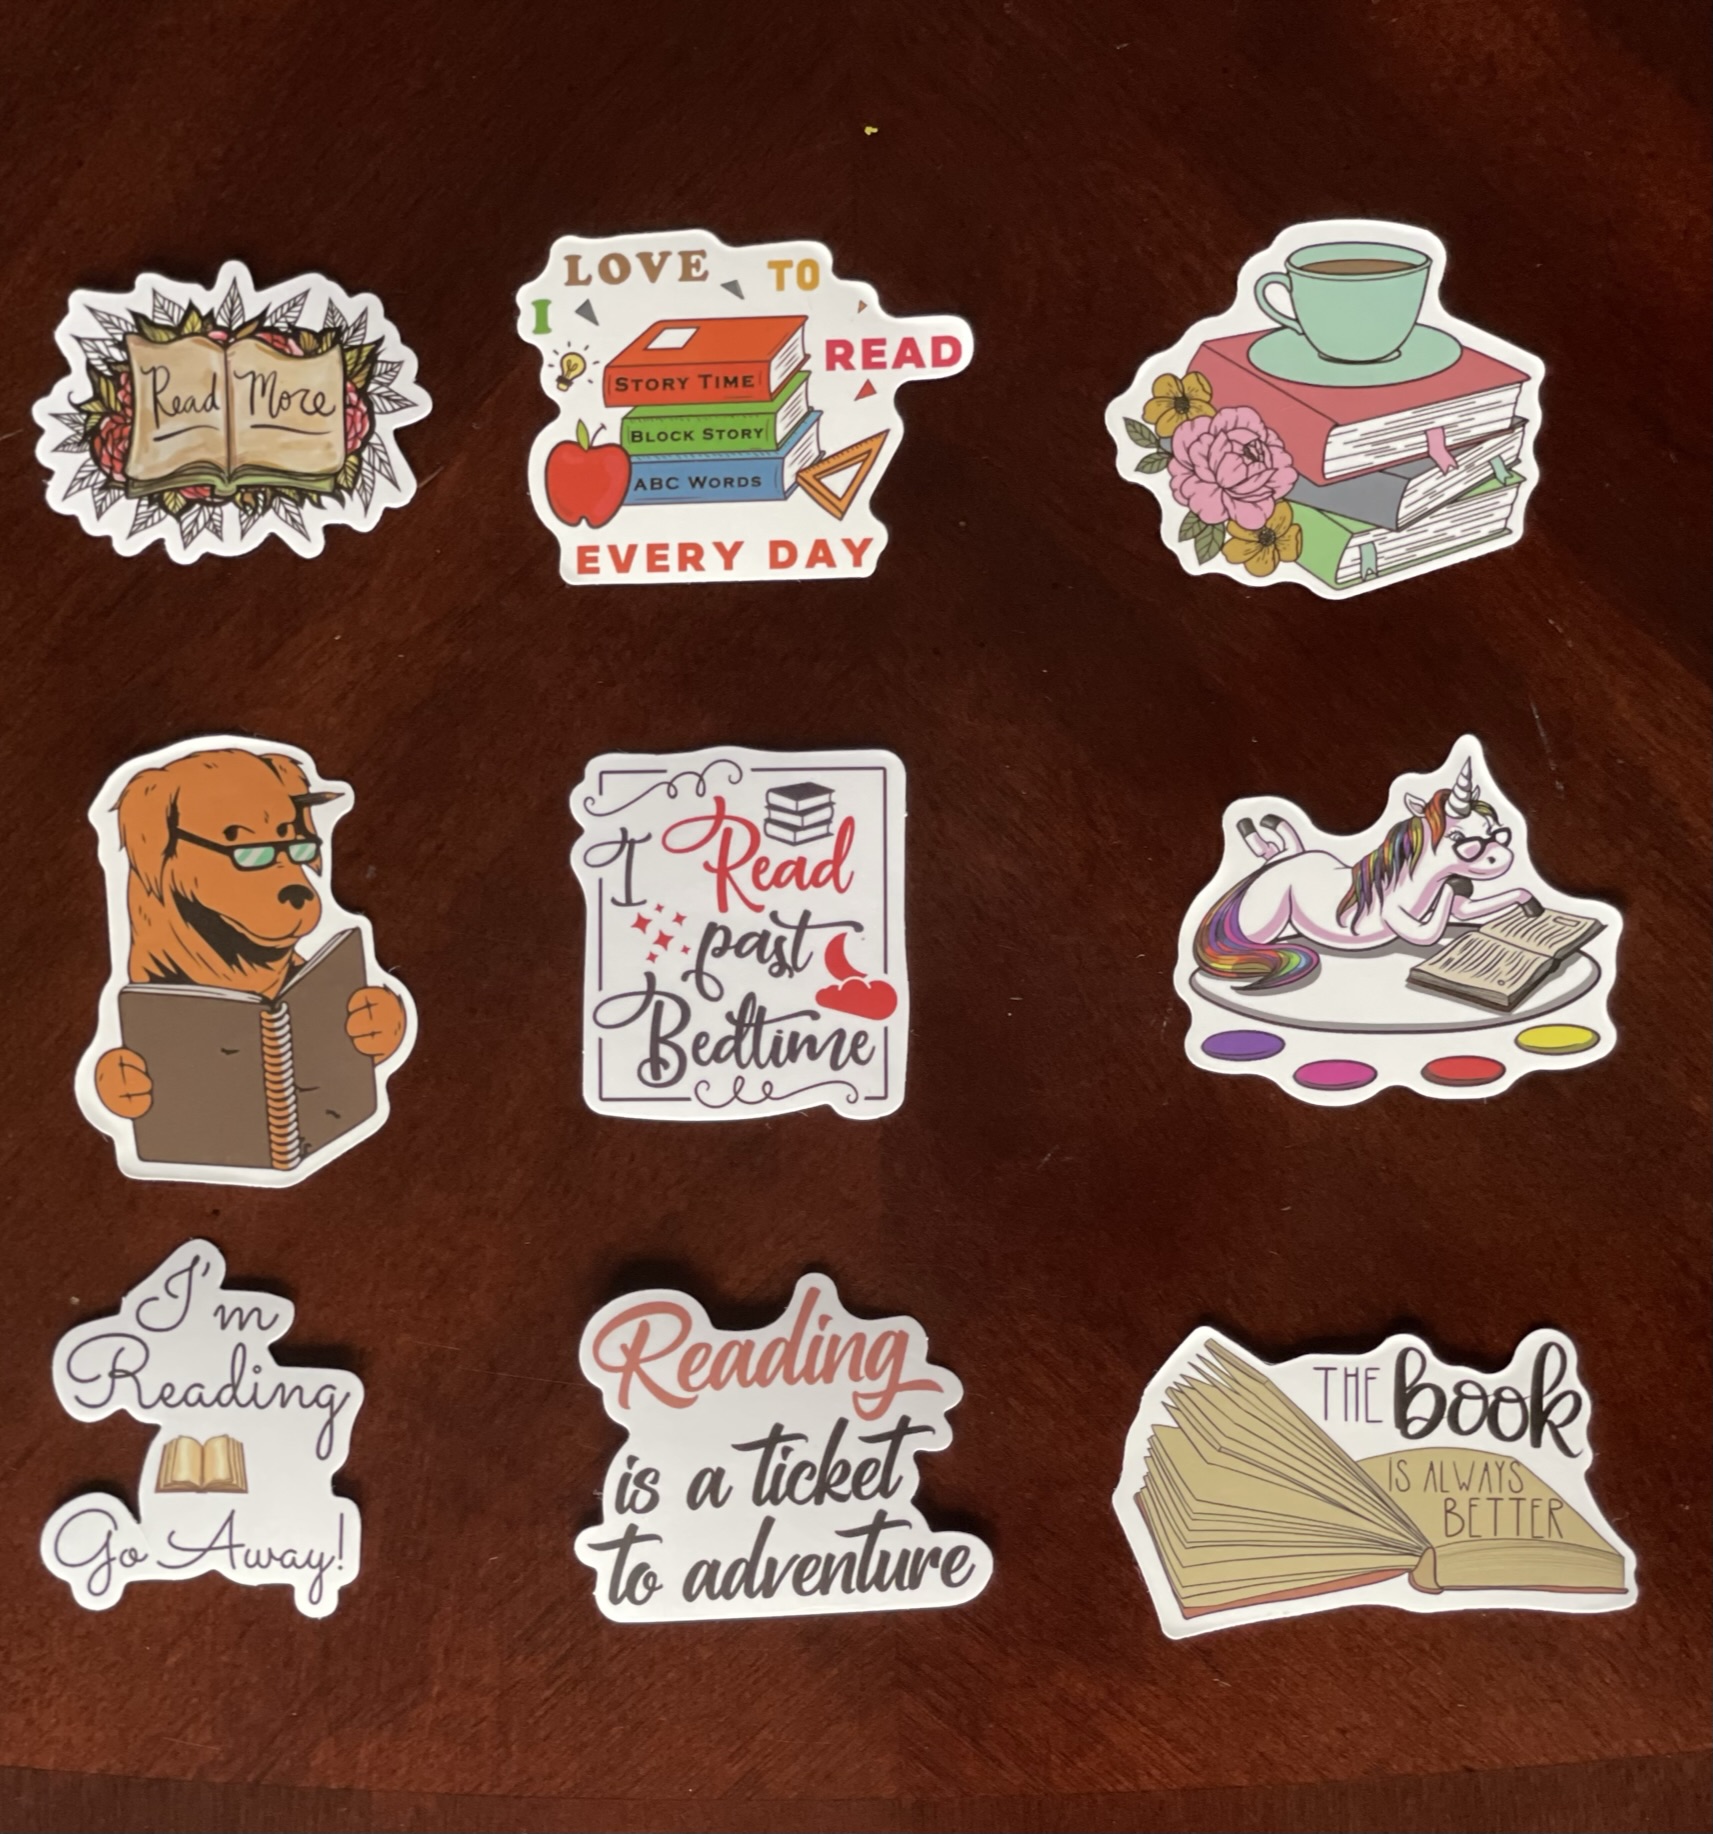 Read More
I LOVE TO
READ
STORY TIME
BLOCK STORY
ABC WORDS
EVERY DAY
I Read
past
Bedtime
I'm
Reading
Go Away!
Reading
is a ticket
to adventure
THE book
IS ALWAYS
BETTER